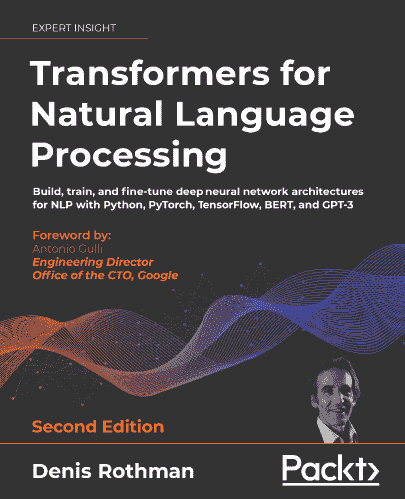 EXPERT INSIGHT
Transformers for
Natural Language
Processing
Build, train, and fine-tune deep neural network architectures
for NLP with Python, PyTorch, TensorFlow, BERT, and GPT-3
Foreword by:
Antonio Gulli
Engineering Director
Office of the CTO, Google
Second Edition
Denis Rothman
Packt>